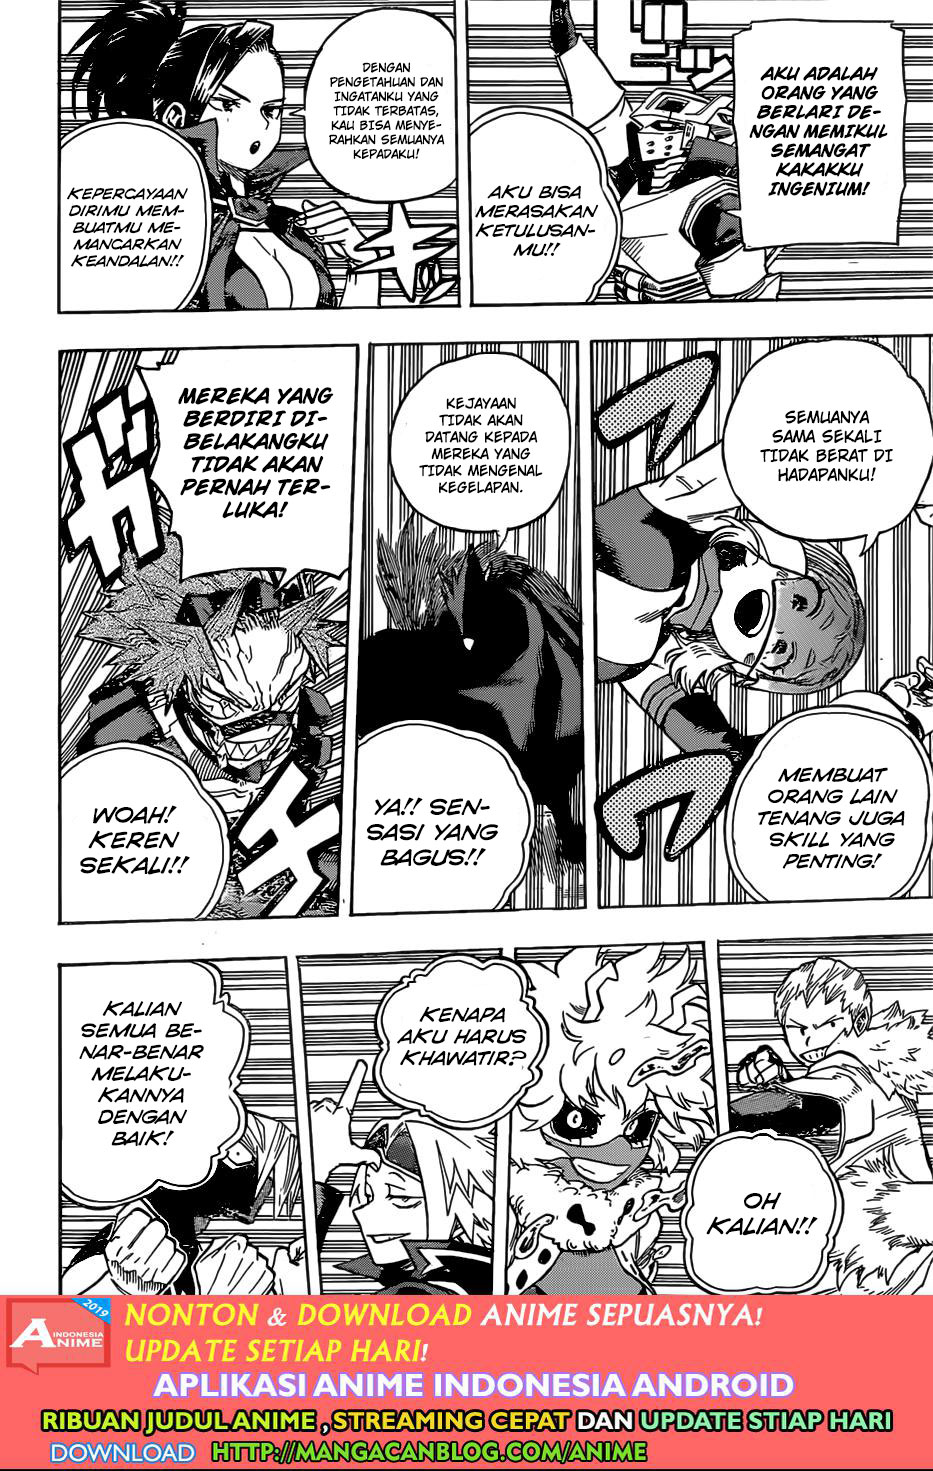 AKU ADALAH
ORANG YANG
BERLARI DE-
NGAN MEMIKUL
SEMANGAT
KAKAKKU
INGENIUM!
AKU BISA
MERASAKAN
KETULUSAN-
MU!!
DENGAN
PENGETAHUAN DAN
INGATANKU YANG
TIDAK TERBATAS,
KAU BISA MENYE-
RAHKAN SEMUANYA
KEPADAKU!
KEPERCAYAAN
DIRIMU MEM-
BUATMU ME-
MANCARKAN
KEANDALAN!!
SEMUANYA
SAMA SEKALI
TIDAK BERAT DI
HADAPANKU!
MEMBUAT
ORANG LAIN
TENANG JUGA
SKILL YANG
PENTING!
KEJAYAAN
TIDAK AKAN
DATANG KEPADA
MEREKA YANG
TIDAK MENGENAL
KEGELAPAN.
YA!! SEN-
SASI YANG
BAGUS!!
MEREKA YANG
BERDIRI DI-
BELAKANGKU
TIDAK AKAN
PERNAH TER-
LUKA!
WOAH!
KEREN
SEKALI!!
OH
KALIAN!!
KENAPA
AKU HARUS
KHAWATIR?
KALIAN
SEMUA BE-
NAR-BENAR
MELAKU-
KANNYA
DENGAN
BAIK!
2019
INDONESIA
ANIME
NONTON & DOWNLOAD ANIME SEPUASNYA!
UPDATE SETIAP HARI!
APLIKASI ANIME INDONESIA ANDROID
RIBUAN JUDUL ANIME , STREAMING CEPAT DAN UPDATE STIAP HARI
DOWNLOAD HTTP://MANGACANBLOG.COM/ANIME